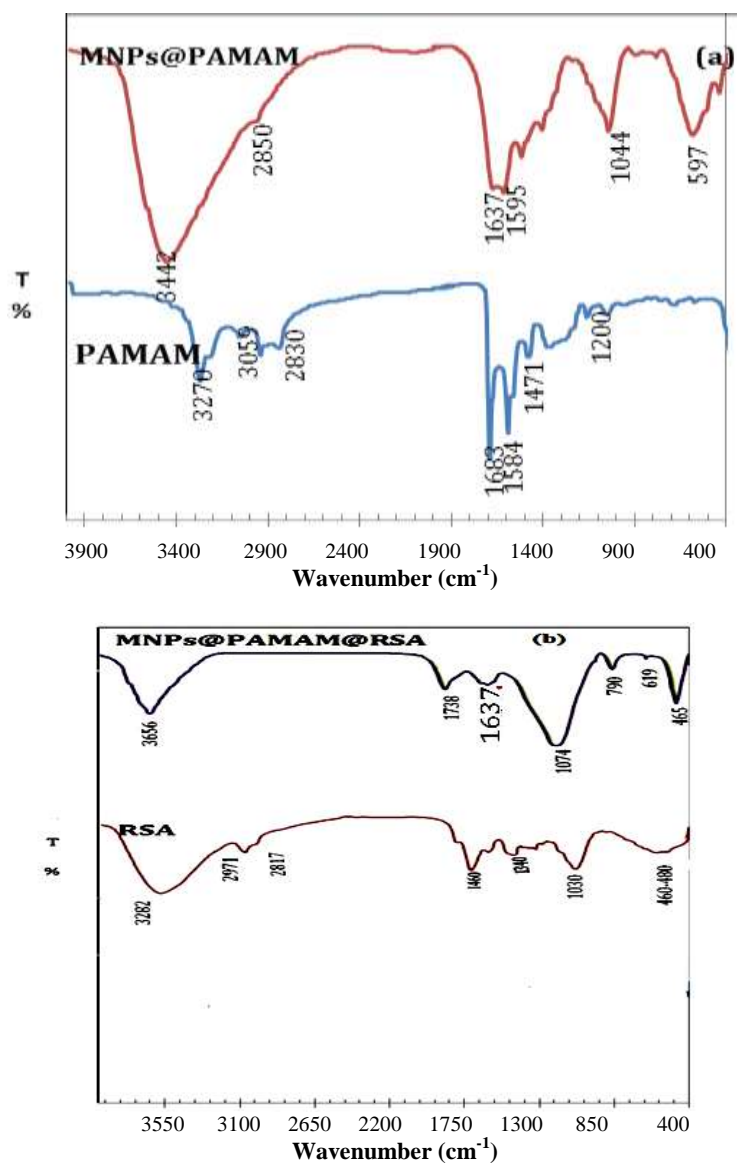 MNPs@PAMAM (a)
2850
3442
1637
1595
1044
597
T
%
PAMAM
3270
3059
2830
1683
1584
1471
1200
3900 3400 2900 2400 1900 1400 900 400
Wavenumber (cm-1)
MNPs@PAMAM@RSA (b)
3656
1738
1637
1074
790
619
465
T
%
RSA
3282
2971
2817
1460
1340
1030
460-480
3550 3100 2650 2200 1750 1300 850 400
Wavenumber (cm-1)